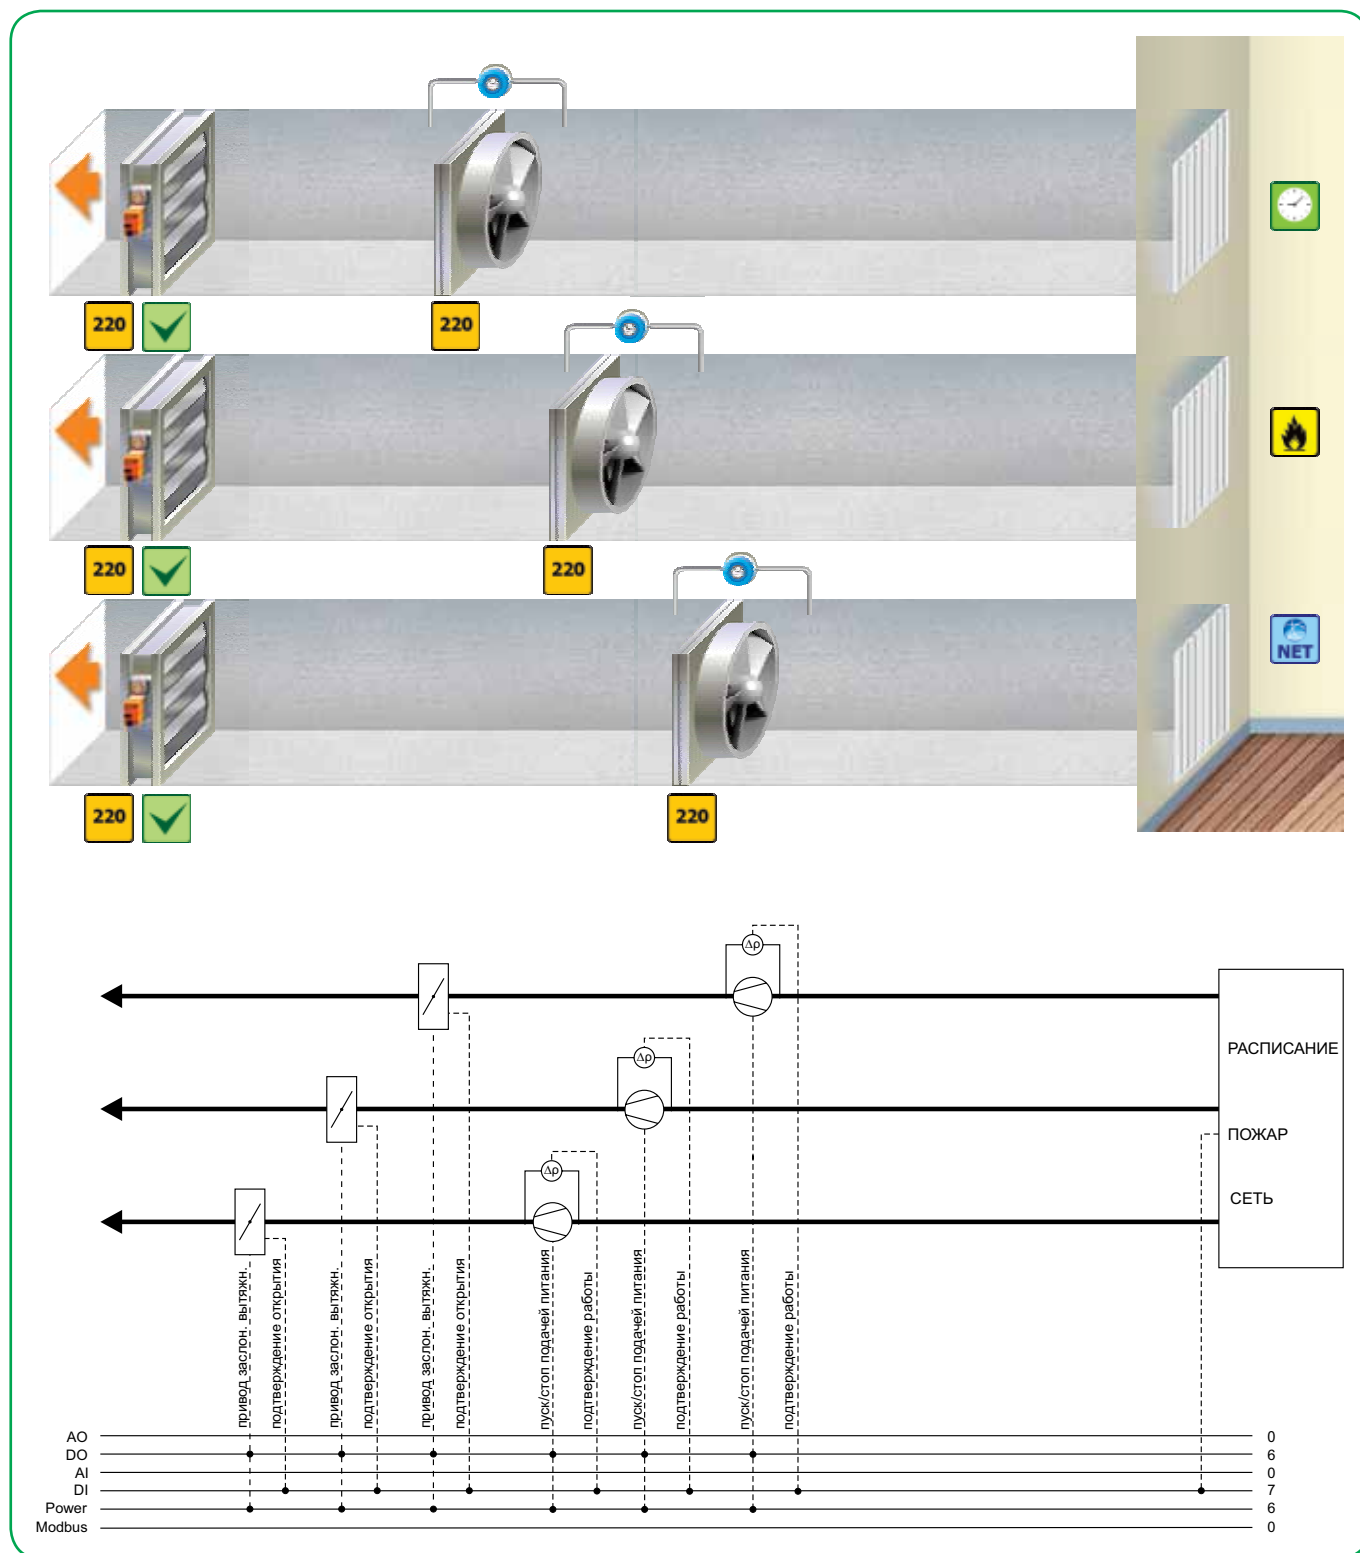 220
220
220
220
220
NET
220
Δρ
РАСПИСАНИЕ
Δρ
ПОЖАР
Δρ
СЕТЬ
привод заслон. вытяжн.
подтверждение открытия
привод заслон. вытяжн.
подтверждение открытия
привод заслон. вытяжн.
подтверждение открытия
пуск/стоп подачей питания
подтверждение работы
пуск/стоп подачей питания
подтверждение работы
пуск/стоп подачей питания
подтверждение работы
AO 0
DO 6
AI 0
DI 7
Power 6
Modbus 0